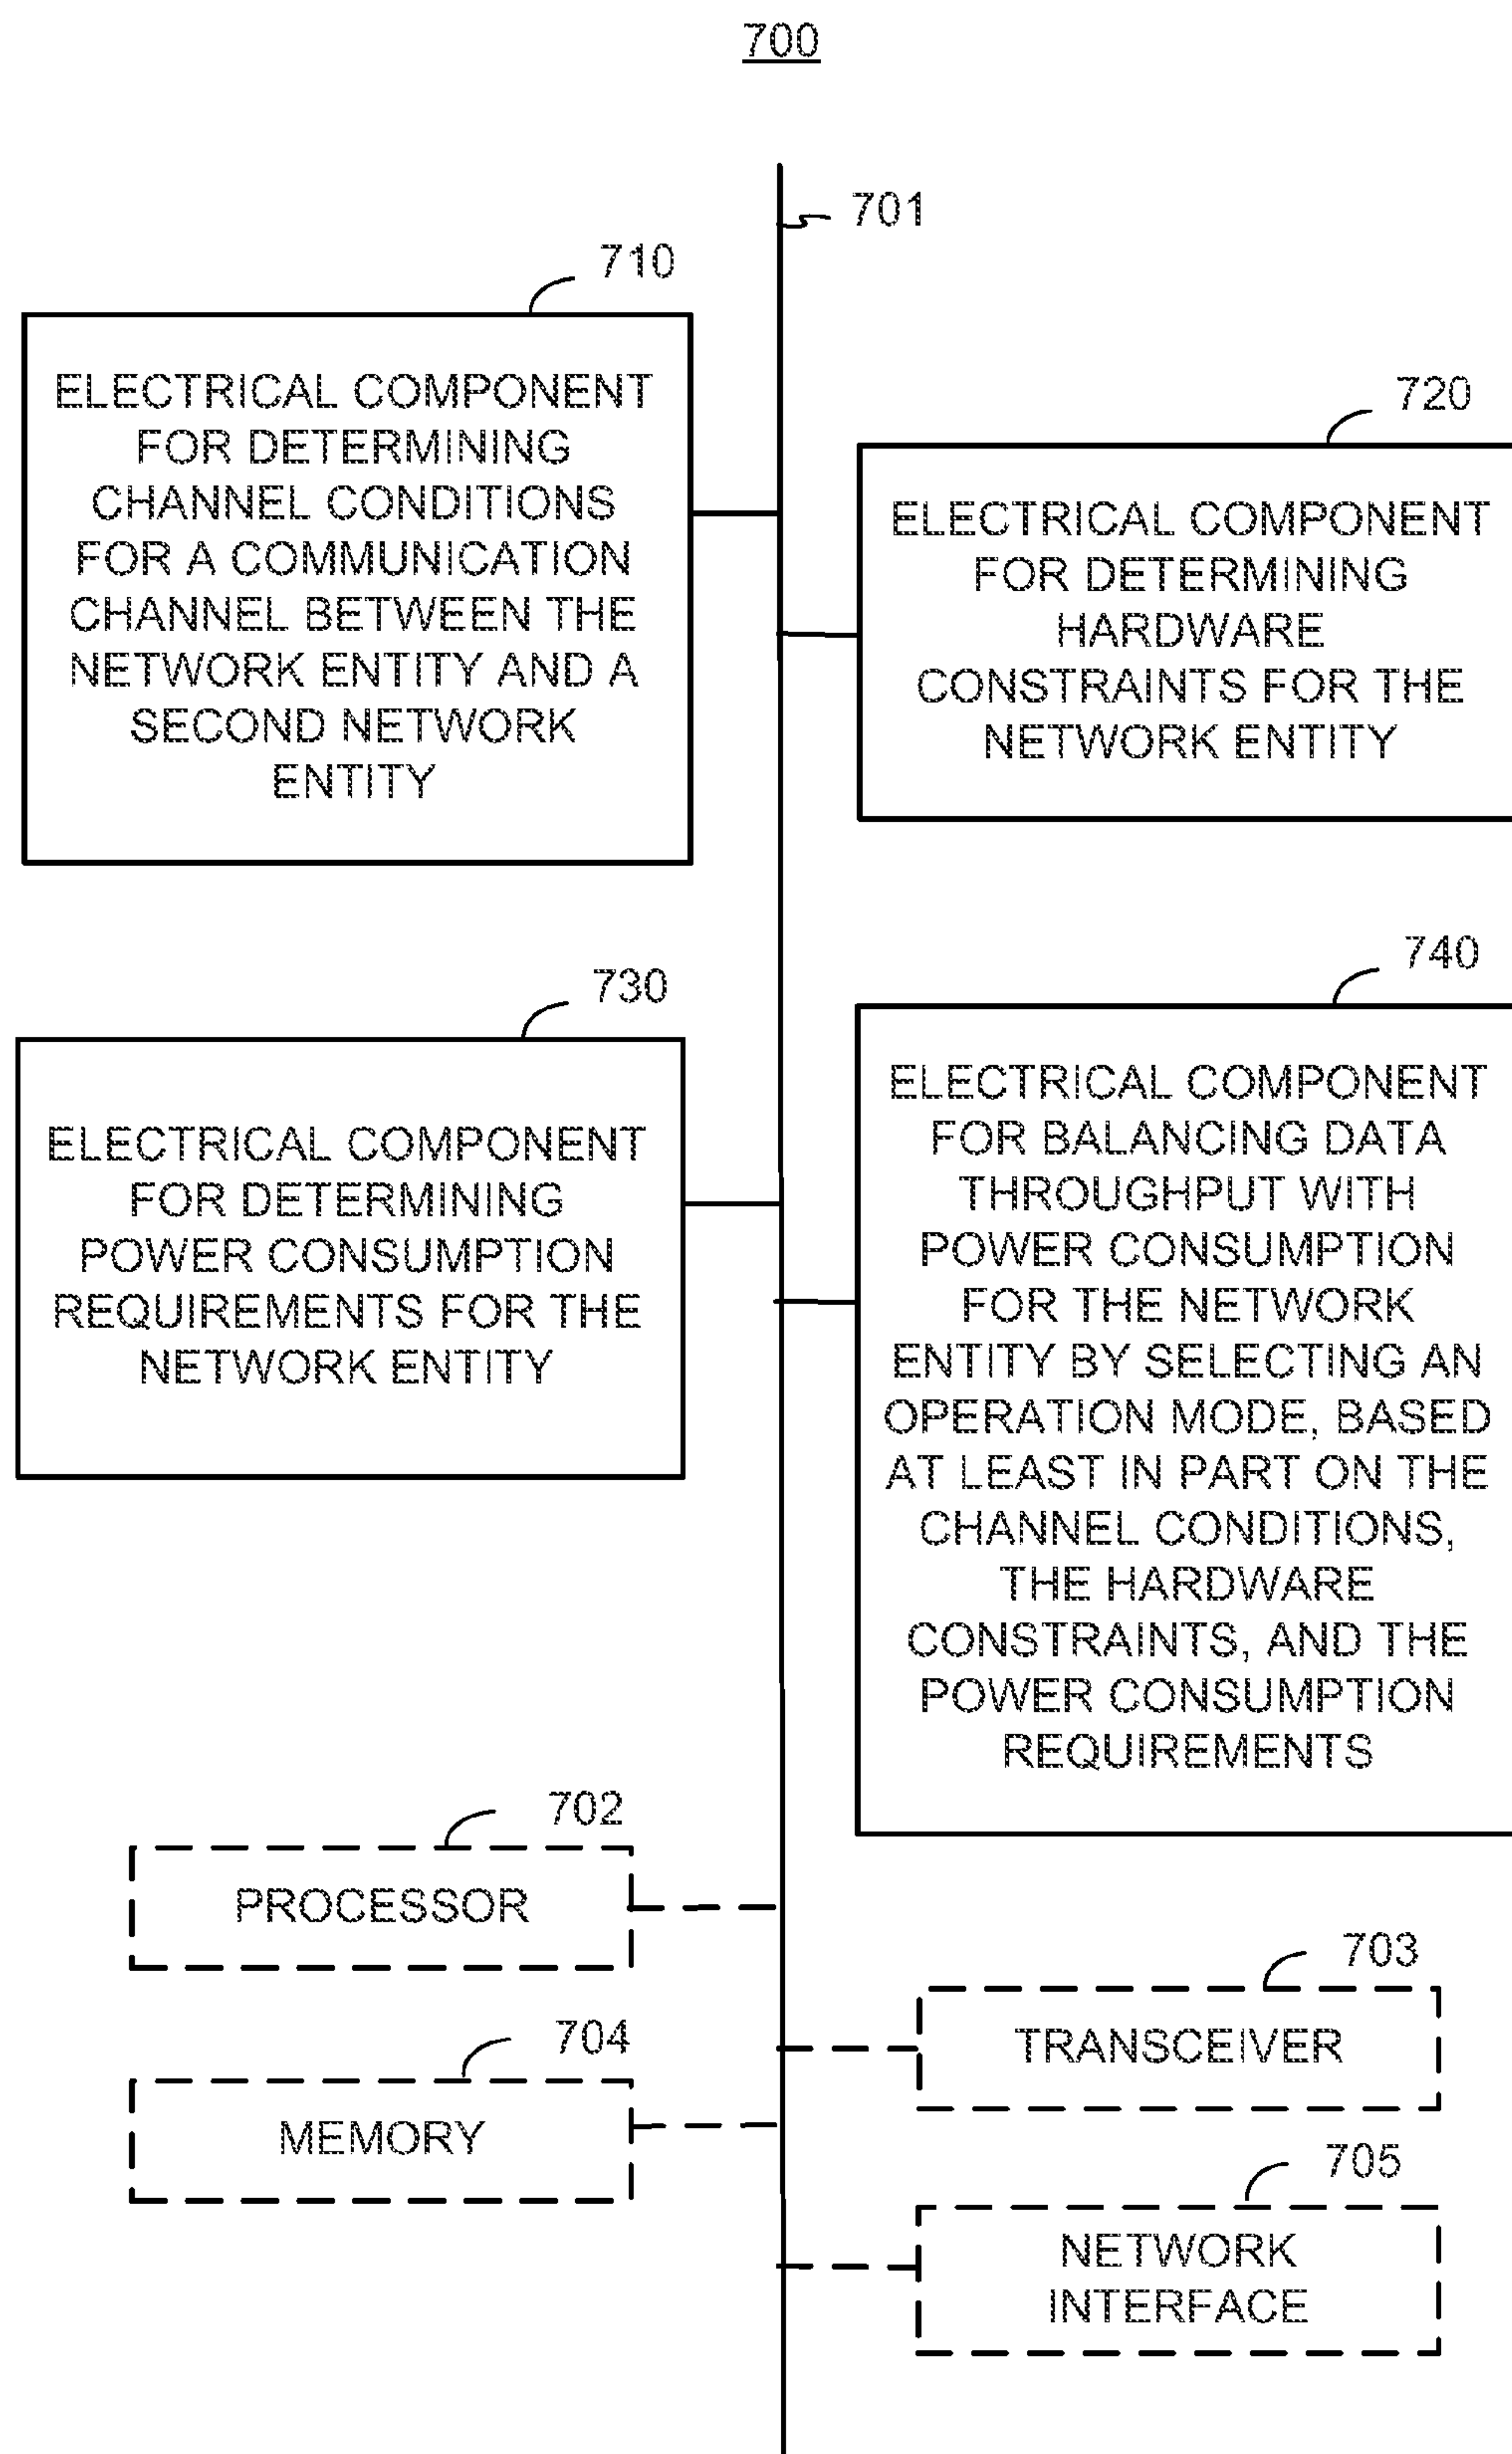 700
701
710
ELECTRICAL COMPONENT
FOR DETERMINING
CHANNEL CONDITIONS
FOR A COMMUNICATION
CHANNEL BETWEEN THE
NETWORK ENTITY AND A
SECOND NETWORK
ENTITY
720
ELECTRICAL COMPONENT
FOR DETERMINING
HARDWARE
CONSTRAINTS FOR THE
NETWORK ENTITY
730
ELECTRICAL COMPONENT
FOR DETERMINING
POWER CONSUMPTION
REQUIREMENTS FOR THE
NETWORK ENTITY
740
ELECTRICAL COMPONENT
FOR BALANCING DATA
THROUGHPUT WITH
POWER CONSUMPTION
FOR THE NETWORK
ENTITY BY SELECTING AN
OPERATION MODE, BASED
AT LEAST IN PART ON THE
CHANNEL CONDITIONS,
THE HARDWARE
CONSTRAINTS, AND THE
POWER CONSUMPTION
REQUIREMENTS
702
PROCESSOR
703
TRANSCEIVER
704
MEMORY
705
NETWORK
INTERFACE